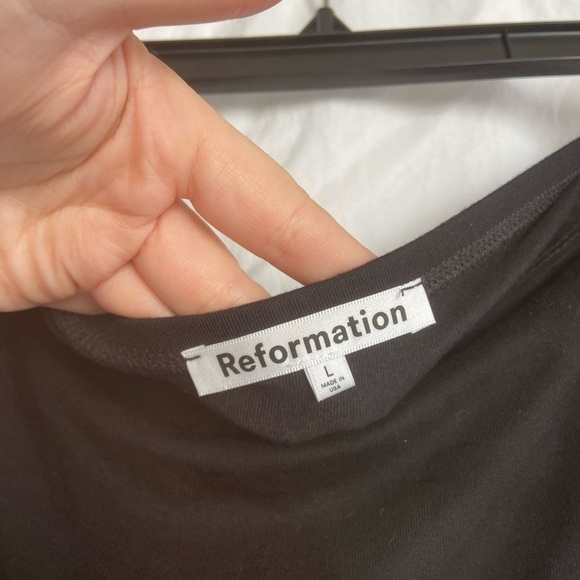 Reformation
L
MADE IN
USA